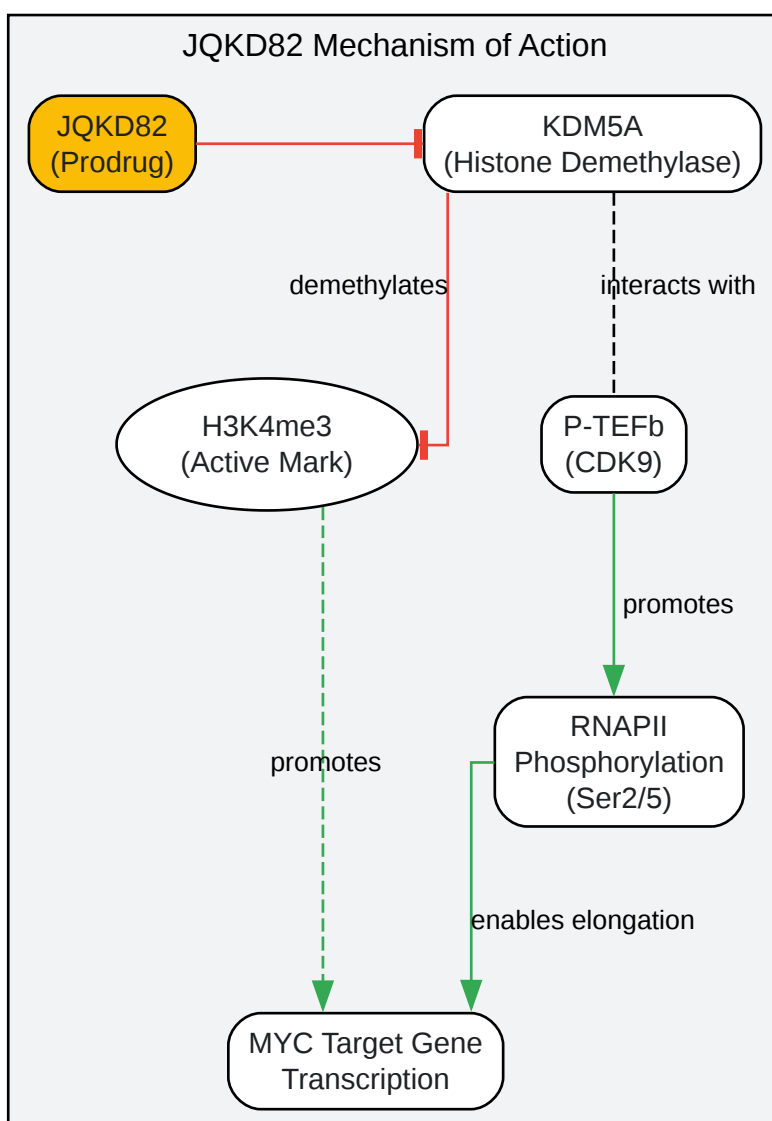 JQKD82 Mechanism of Action
JQKD82
(Prodrug)
KDM5A
(Histone Demethylase)
demethylates
interacts with
H3K4me3
(Active Mark)
P-TEFb
(CDK9)
promotes
RNAPII
Phosphorylation
(Ser2/5)
promotes
enables elongation
MYC Target Gene
Transcription